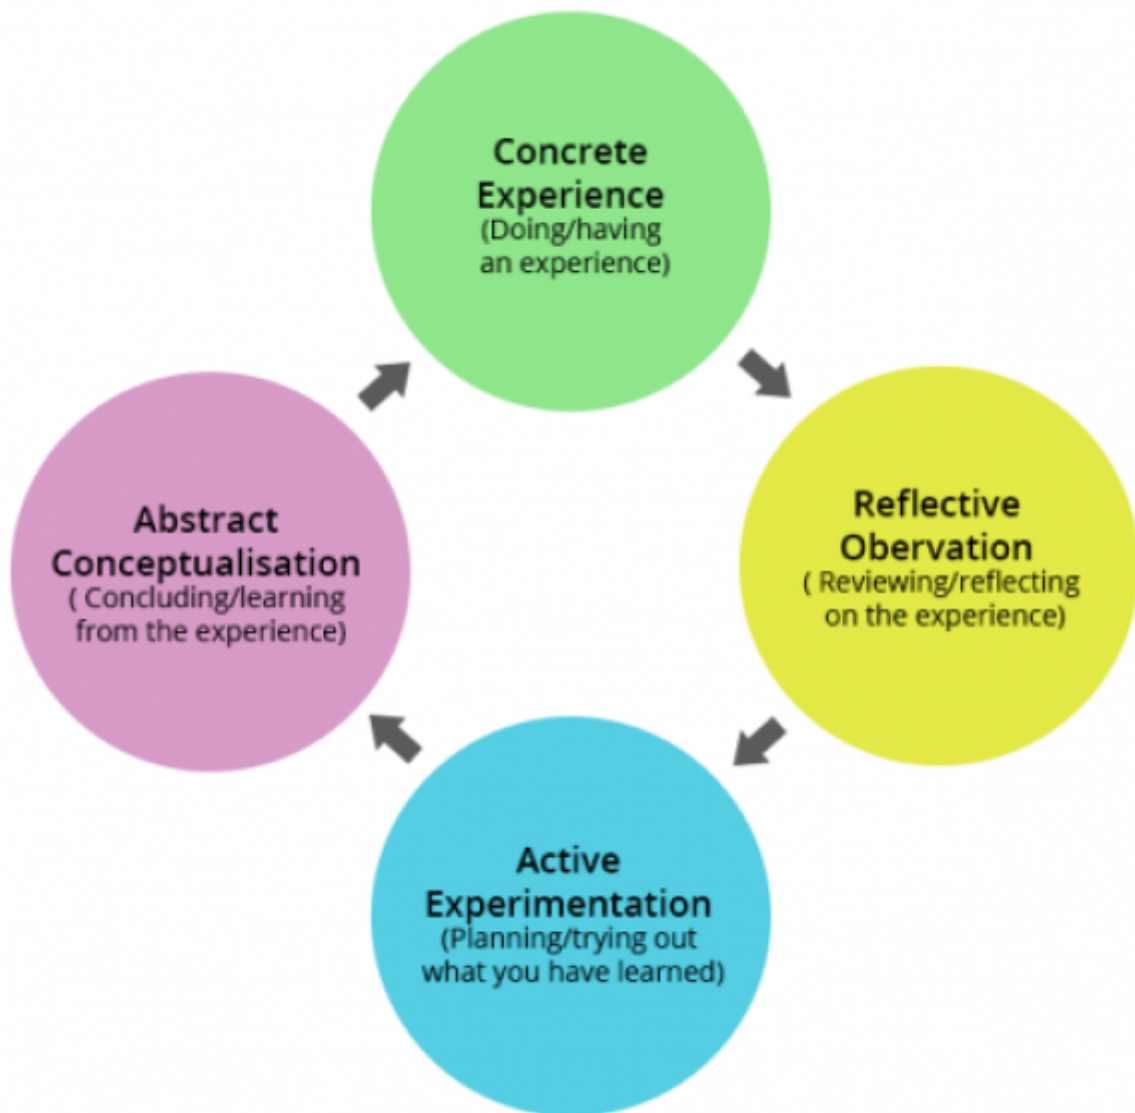 Concrete
Experience
(Doing/having
an experience)
Reflective
Obervation
( Reviewing/reflecting
on the experience)
Active
Experimentation
(Planning/trying out
what you have learned)
Abstract
Conceptualisation
( Concluding/learning
from the experience)